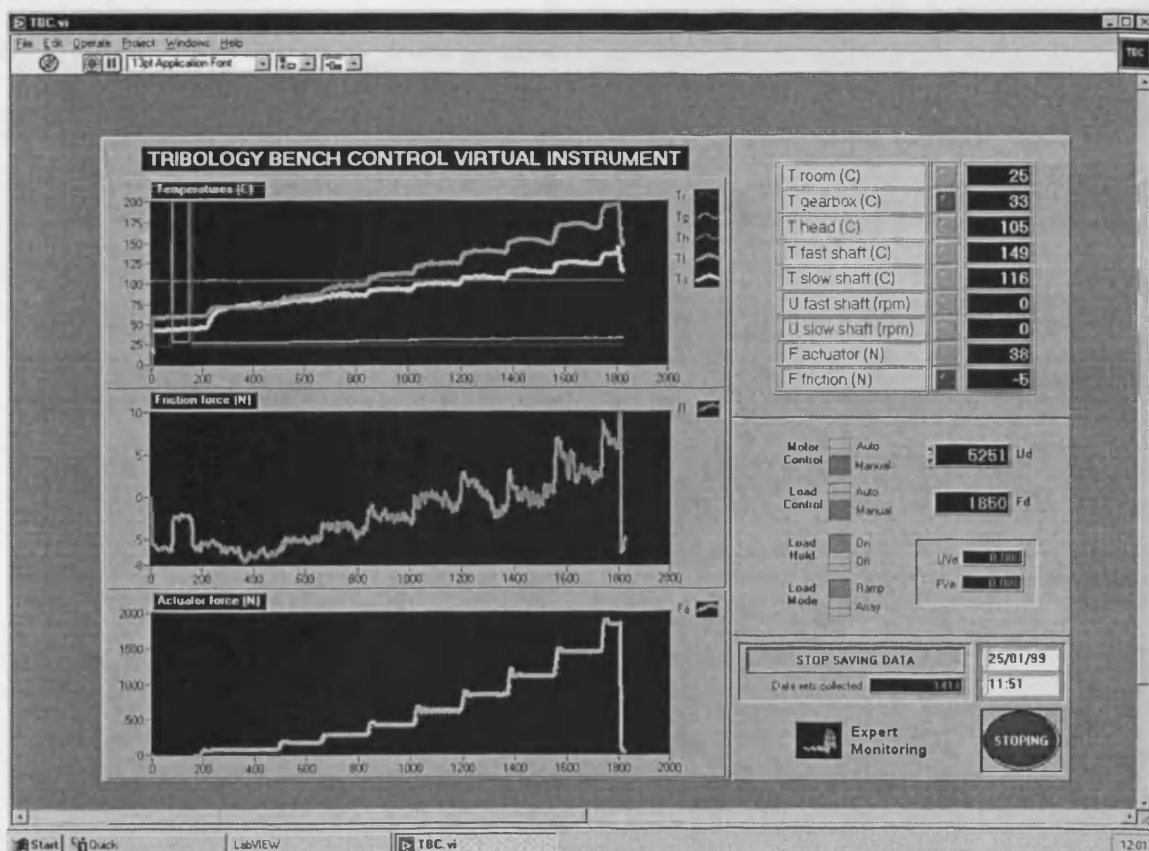 TBC.vi
File Edit Operate Project Windows Help
13pt Application Font
TBC
TRIBOLOGY BENCH CONTROL VIRTUAL INSTRUMENT
Temperatures (C)
200
175
150
125
100
75
50
25
0
0 200 400 600 800 1000 1200 1400 1600 1800 2000
Tr
Tg
Th
Friction force (N)
10
5
0
-5
-8
0 200 400 600 800 1000 1200 1400 1600 1800 2000
Actuator force (N)
2000
1500
1000
500
0
0 200 400 600 800 1000 1200 1400 1600 1800 2000
Fa
T room (C) 25
T gearbox (C) 33
T head (C) 105
T fast shaft (C) 149
T slow shaft (C) 116
U fast shaft (rpm) 0
U slow shaft (rpm) 0
F actuator (N) 38
F friction (N) -5
Motor Control
Auto
Manual
5251 Ud
Load Control
Auto
Manual
1850 Fd
Load Hold
On
UVe
FVe
Load Mode
Ramp
Array
STOP SAVING DATA
Data sets collected
25/01/99
11:51
Expert Monitoring
STOPING
Start Quick LabVIEW TBC.vi 12:01